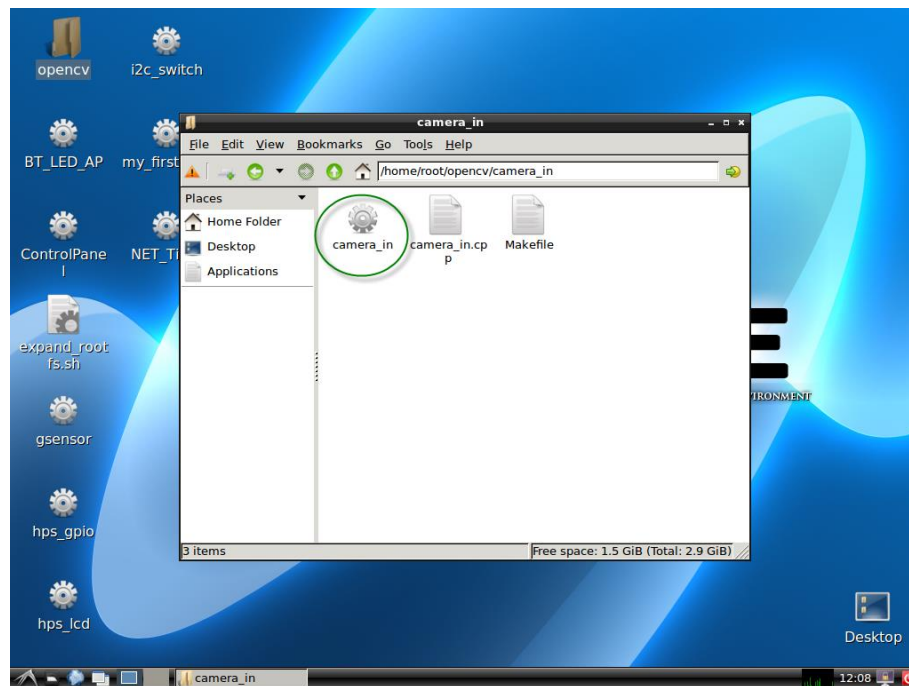 opencv
i2c_switch
BT_LED_AP
my_first
ControlPane
l
NET_Ti
expand_root
fs.sh
gsensor
hps_gpio
hps_lcd
camera_in
File Edit View Bookmarks Go Tools Help
/home/root/opencv/camera_in
Places
Home Folder
Desktop
Applications
camera_in
camera_in.cp
p
Makefile
3 items
Free space: 1.5 GiB (Total: 2.9 GiB)
E
IRONMENT
Desktop
camera_in
12:08